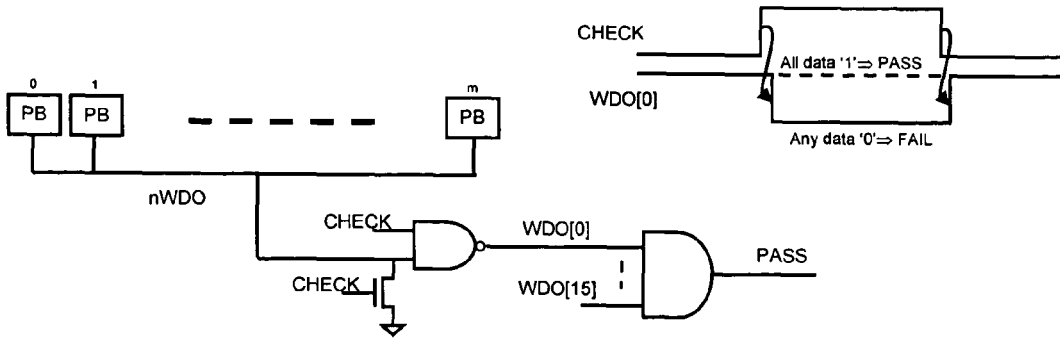 CHECK
All data '1'⇒ PASS
WDO[0]
Any data '0'⇒ FAIL
0 1 m
PB PB PB
nWDO
CHECK
WDO[0]
PASS
CHECK
WDO[15]